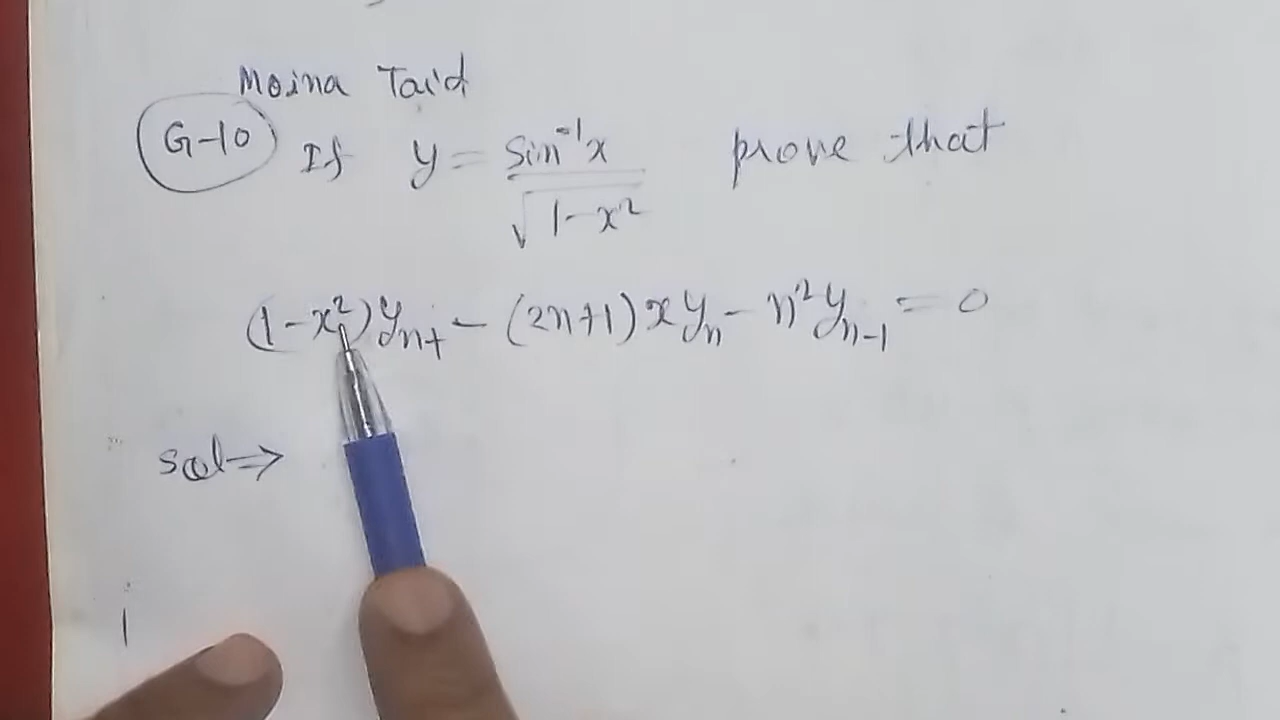 Moina Taid
G-10 If y = sin⁻¹x / √1-x² prove that
(1-x²)yₙ₊ - (2n+1)xyₙ - n²yₙ₋₁ = 0
sol⇒